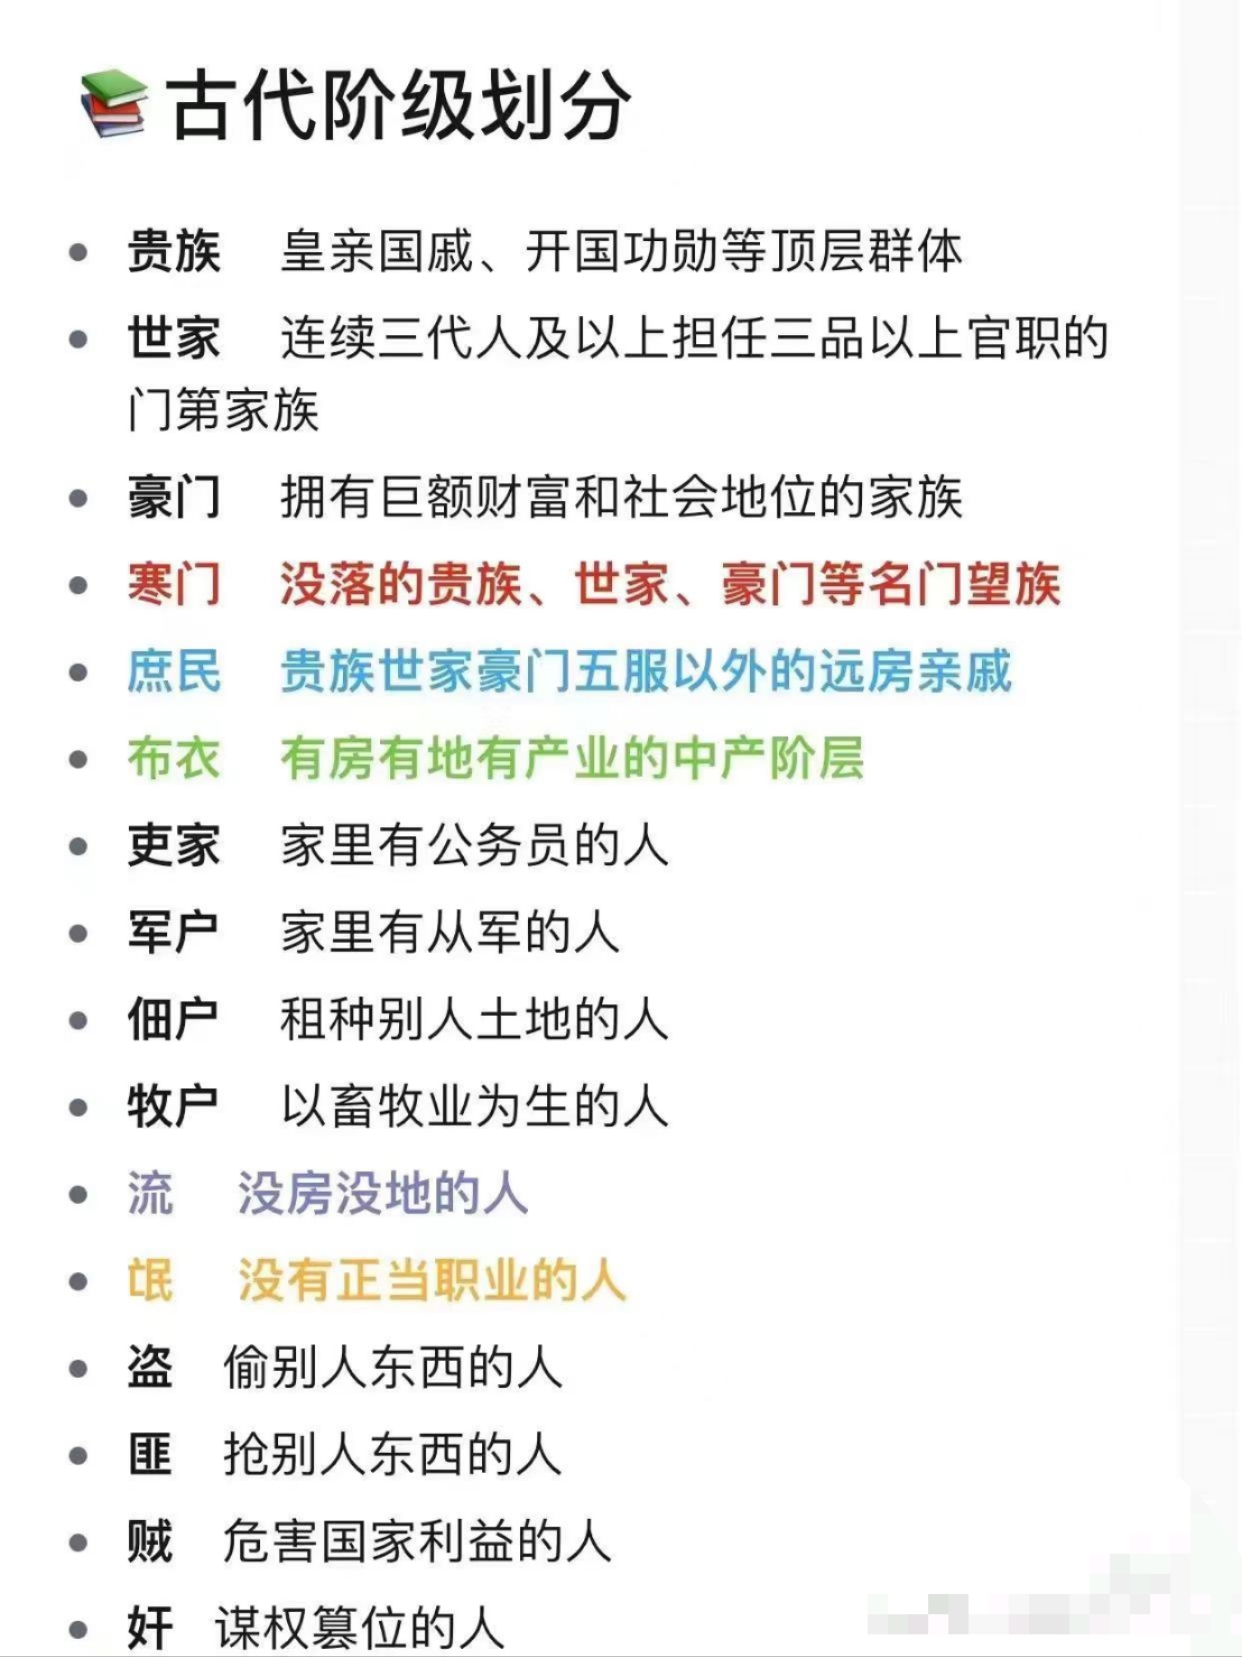 古代阶级划分
贵族 皇亲国戚、开国功勋等顶层群体
世家 连续三代人及以上担任三品以上官职的
门第家族
豪门 拥有巨额财富和社会地位的家族
寒门 没落的贵族、世家、豪门等名门望族
庶民 贵族世家豪门五服以外的远房亲戚
布衣 有房有地有产业的中产阶层
吏家 家里有公务员的人
军户 家里有从军的人
佃户 租种别人土地的人
牧户 以畜牧业为生的人
流 没房没地的人
氓 没有正当职业的人
盗 偷别人东西的人
匪 抢别人东西的人
贼 危害国家利益的人
奸 谋权篡位的人